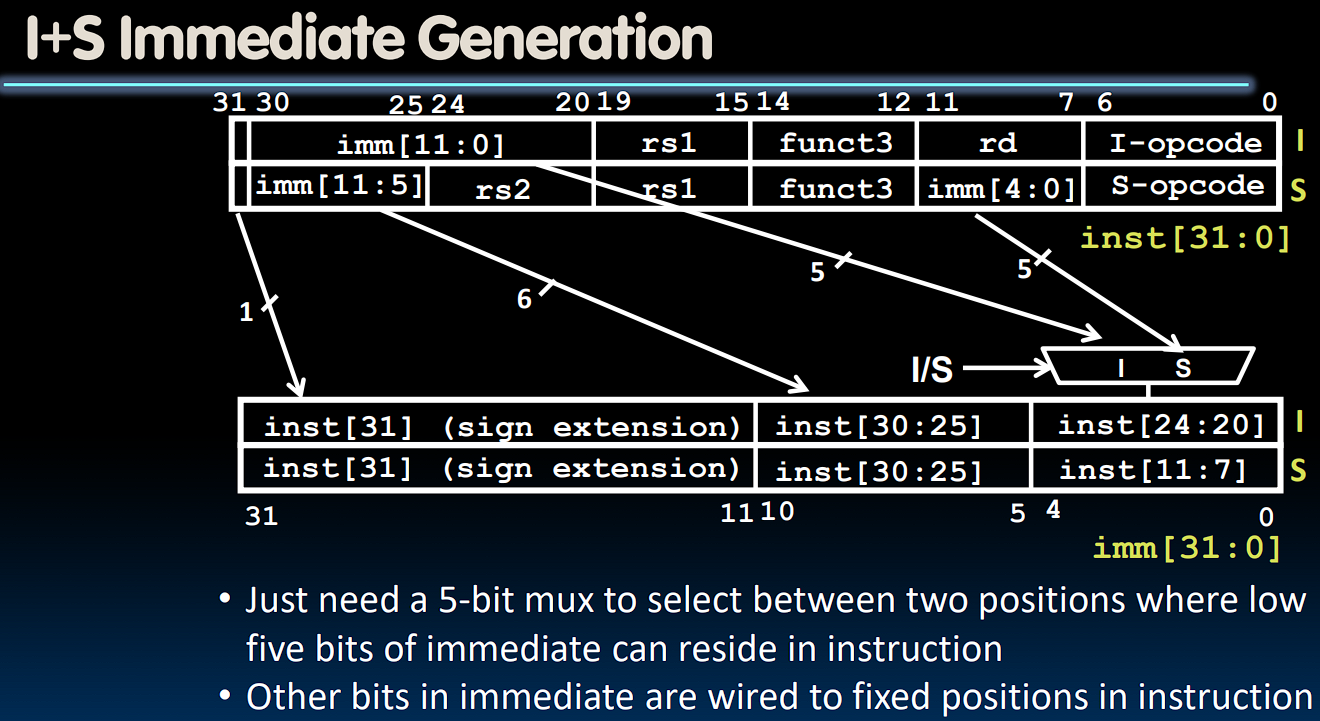 I+S Immediate Generation
31 30 25 24 20 19 15 14 12 11 7 6 0
imm[11:0] rs1 funct3 rd I-opcode I
imm[11:5] rs2 rs1 funct3 imm[4:0] S-opcode S
inst[31:0]
1 6 5 5
I/S I S
inst[31] (sign extension) inst[30:25] inst[24:20] I
inst[31] (sign extension) inst[30:25] inst[11:7] S
31 11 10 5 4 0
imm[31:0]
• Just need a 5-bit mux to select between two positions where low
five bits of immediate can reside in instruction
• Other bits in immediate are wired to fixed positions in instruction